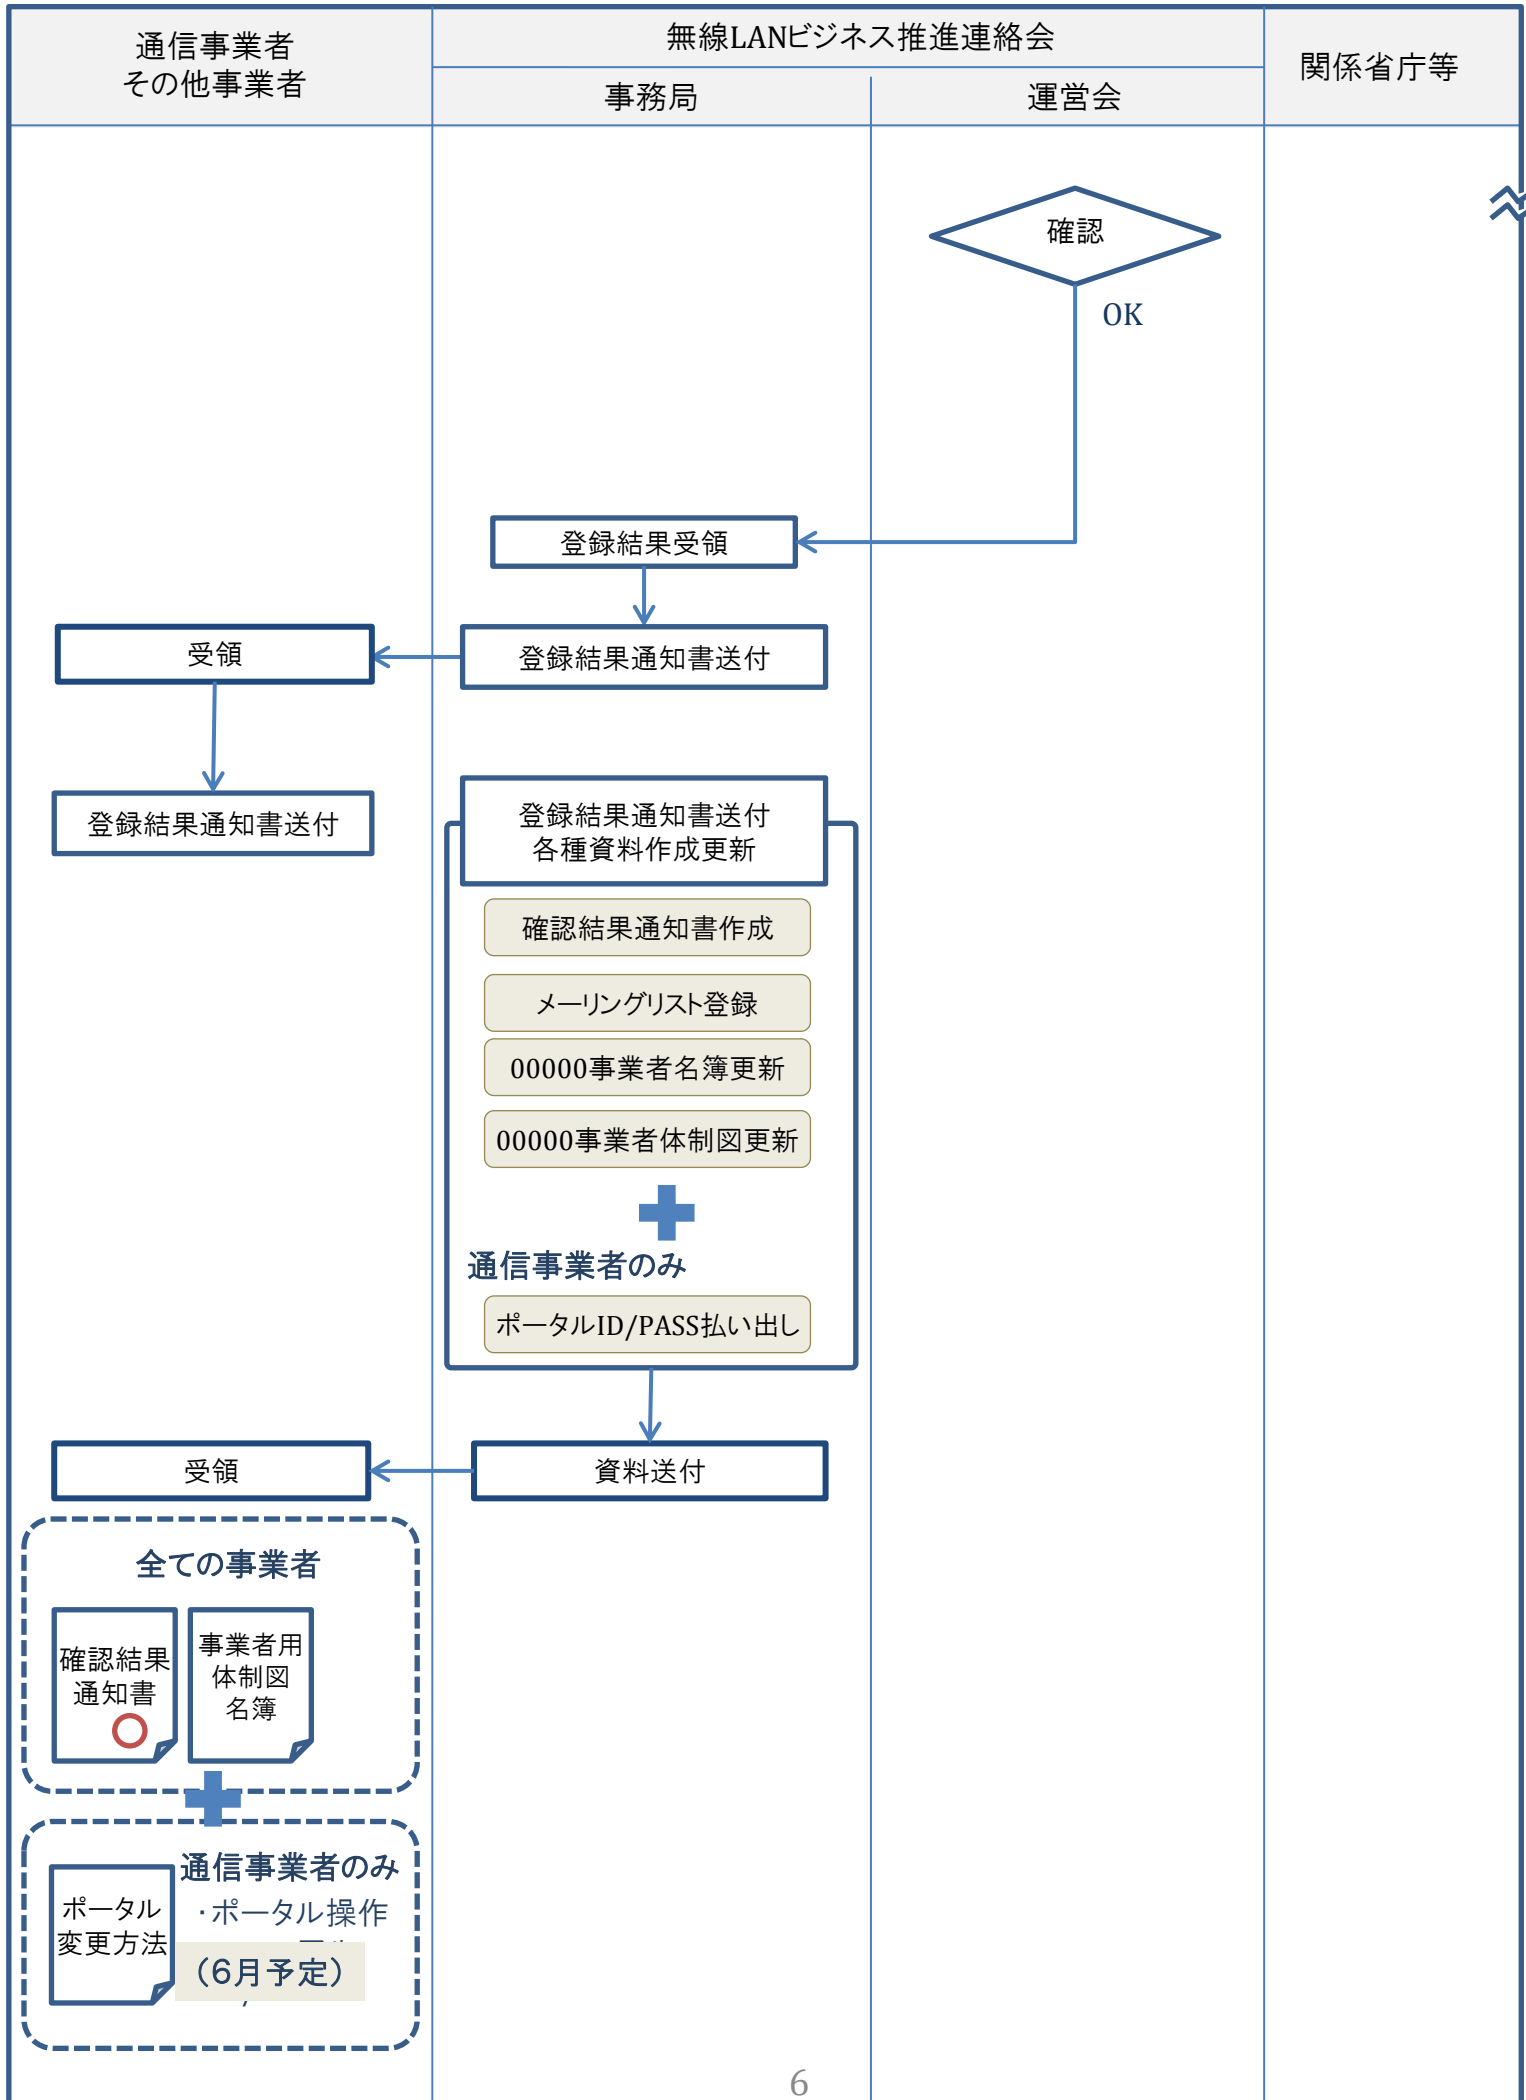 通信事業者
その他事業者
無線LANビジネス推進連絡会
事務局
運営会
関係省庁等
確認
OK
登録結果受領
受領
登録結果通知書送付
登録結果通知書送付
登録結果通知書送付
各種資料作成更新
確認結果通知書作成
メーリングリスト登録
00000事業者名簿更新
00000事業者体制図更新
通信事業者のみ
ポータルID/PASS払い出し
受領
資料送付
全ての事業者
確認結果
通知書
事業者用
体制図
名簿
通信事業者のみ
ポータル
変更方法
・ポータル操作
（6月予定）
6